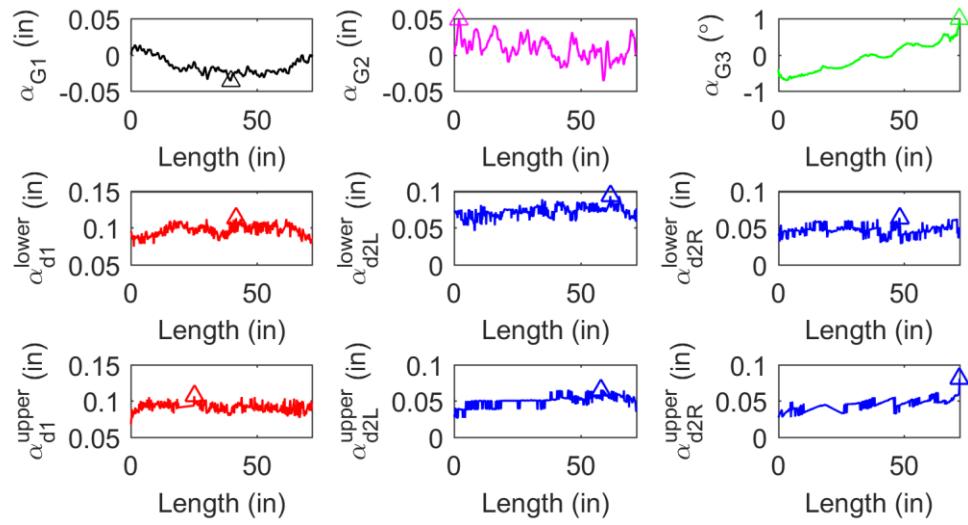 0.05
0
-0.05
α_G1 (in)
0 50
Length (in)
0.05
0
-0.05
α_G2 (in)
0 50
Length (in)
1
0
-1
α_G3 (°)
0 50
Length (in)
0.15
0.1
0.05
α_d1^lower (in)
0 50
Length (in)
0.1
0.05
0
α_d2L^lower (in)
0 50
Length (in)
0.1
0.05
0
α_d2R^lower (in)
0 50
Length (in)
0.15
0.1
0.05
α_d1^upper (in)
0 50
Length (in)
0.1
0.05
0
α_d2L^upper (in)
0 50
Length (in)
0.1
0.05
0
α_d2R^upper (in)
0 50
Length (in)